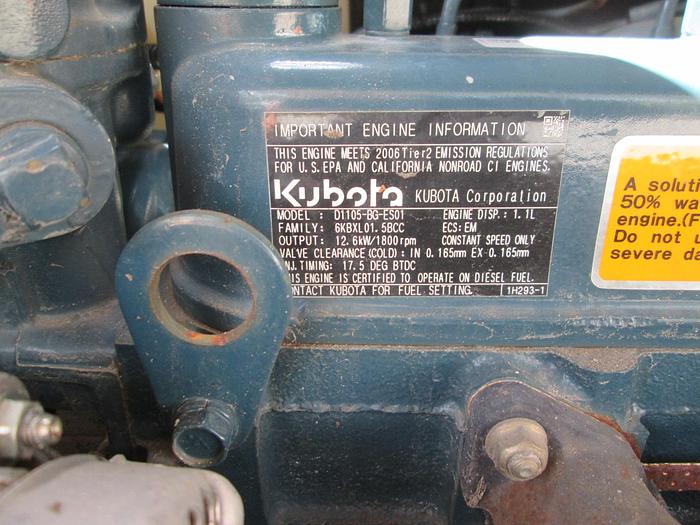 IMPORTANT ENGINE INFORMATION
THIS ENGINE MEETS 2006 Tier2 EMISSION REGULATIONS
FOR U.S. EPA AND CALIFORNIA NONROAD CI ENGINES.
Kubota KUBOTA Corporation
MODEL : D1105-BG-ES01 ENGINE DISP.: 1.1L
FAMILY: 6KBXL01.5BCC ECS: EM
OUTPUT: 12.6kW/1800rpm CONSTANT SPEED ONLY
VALVE CLEARANCE(COLD): IN 0.165mm EX 0.165mm
INJ. TIMING: 17.5 DEG BTDC
THIS ENGINE IS CERTIFIED TO OPERATE ON DIESEL FUEL.
CONTACT KUBOTA FOR FUEL SETTING. 1H293-1
A soluti
50% wa
engine.(F
Do not
severe da